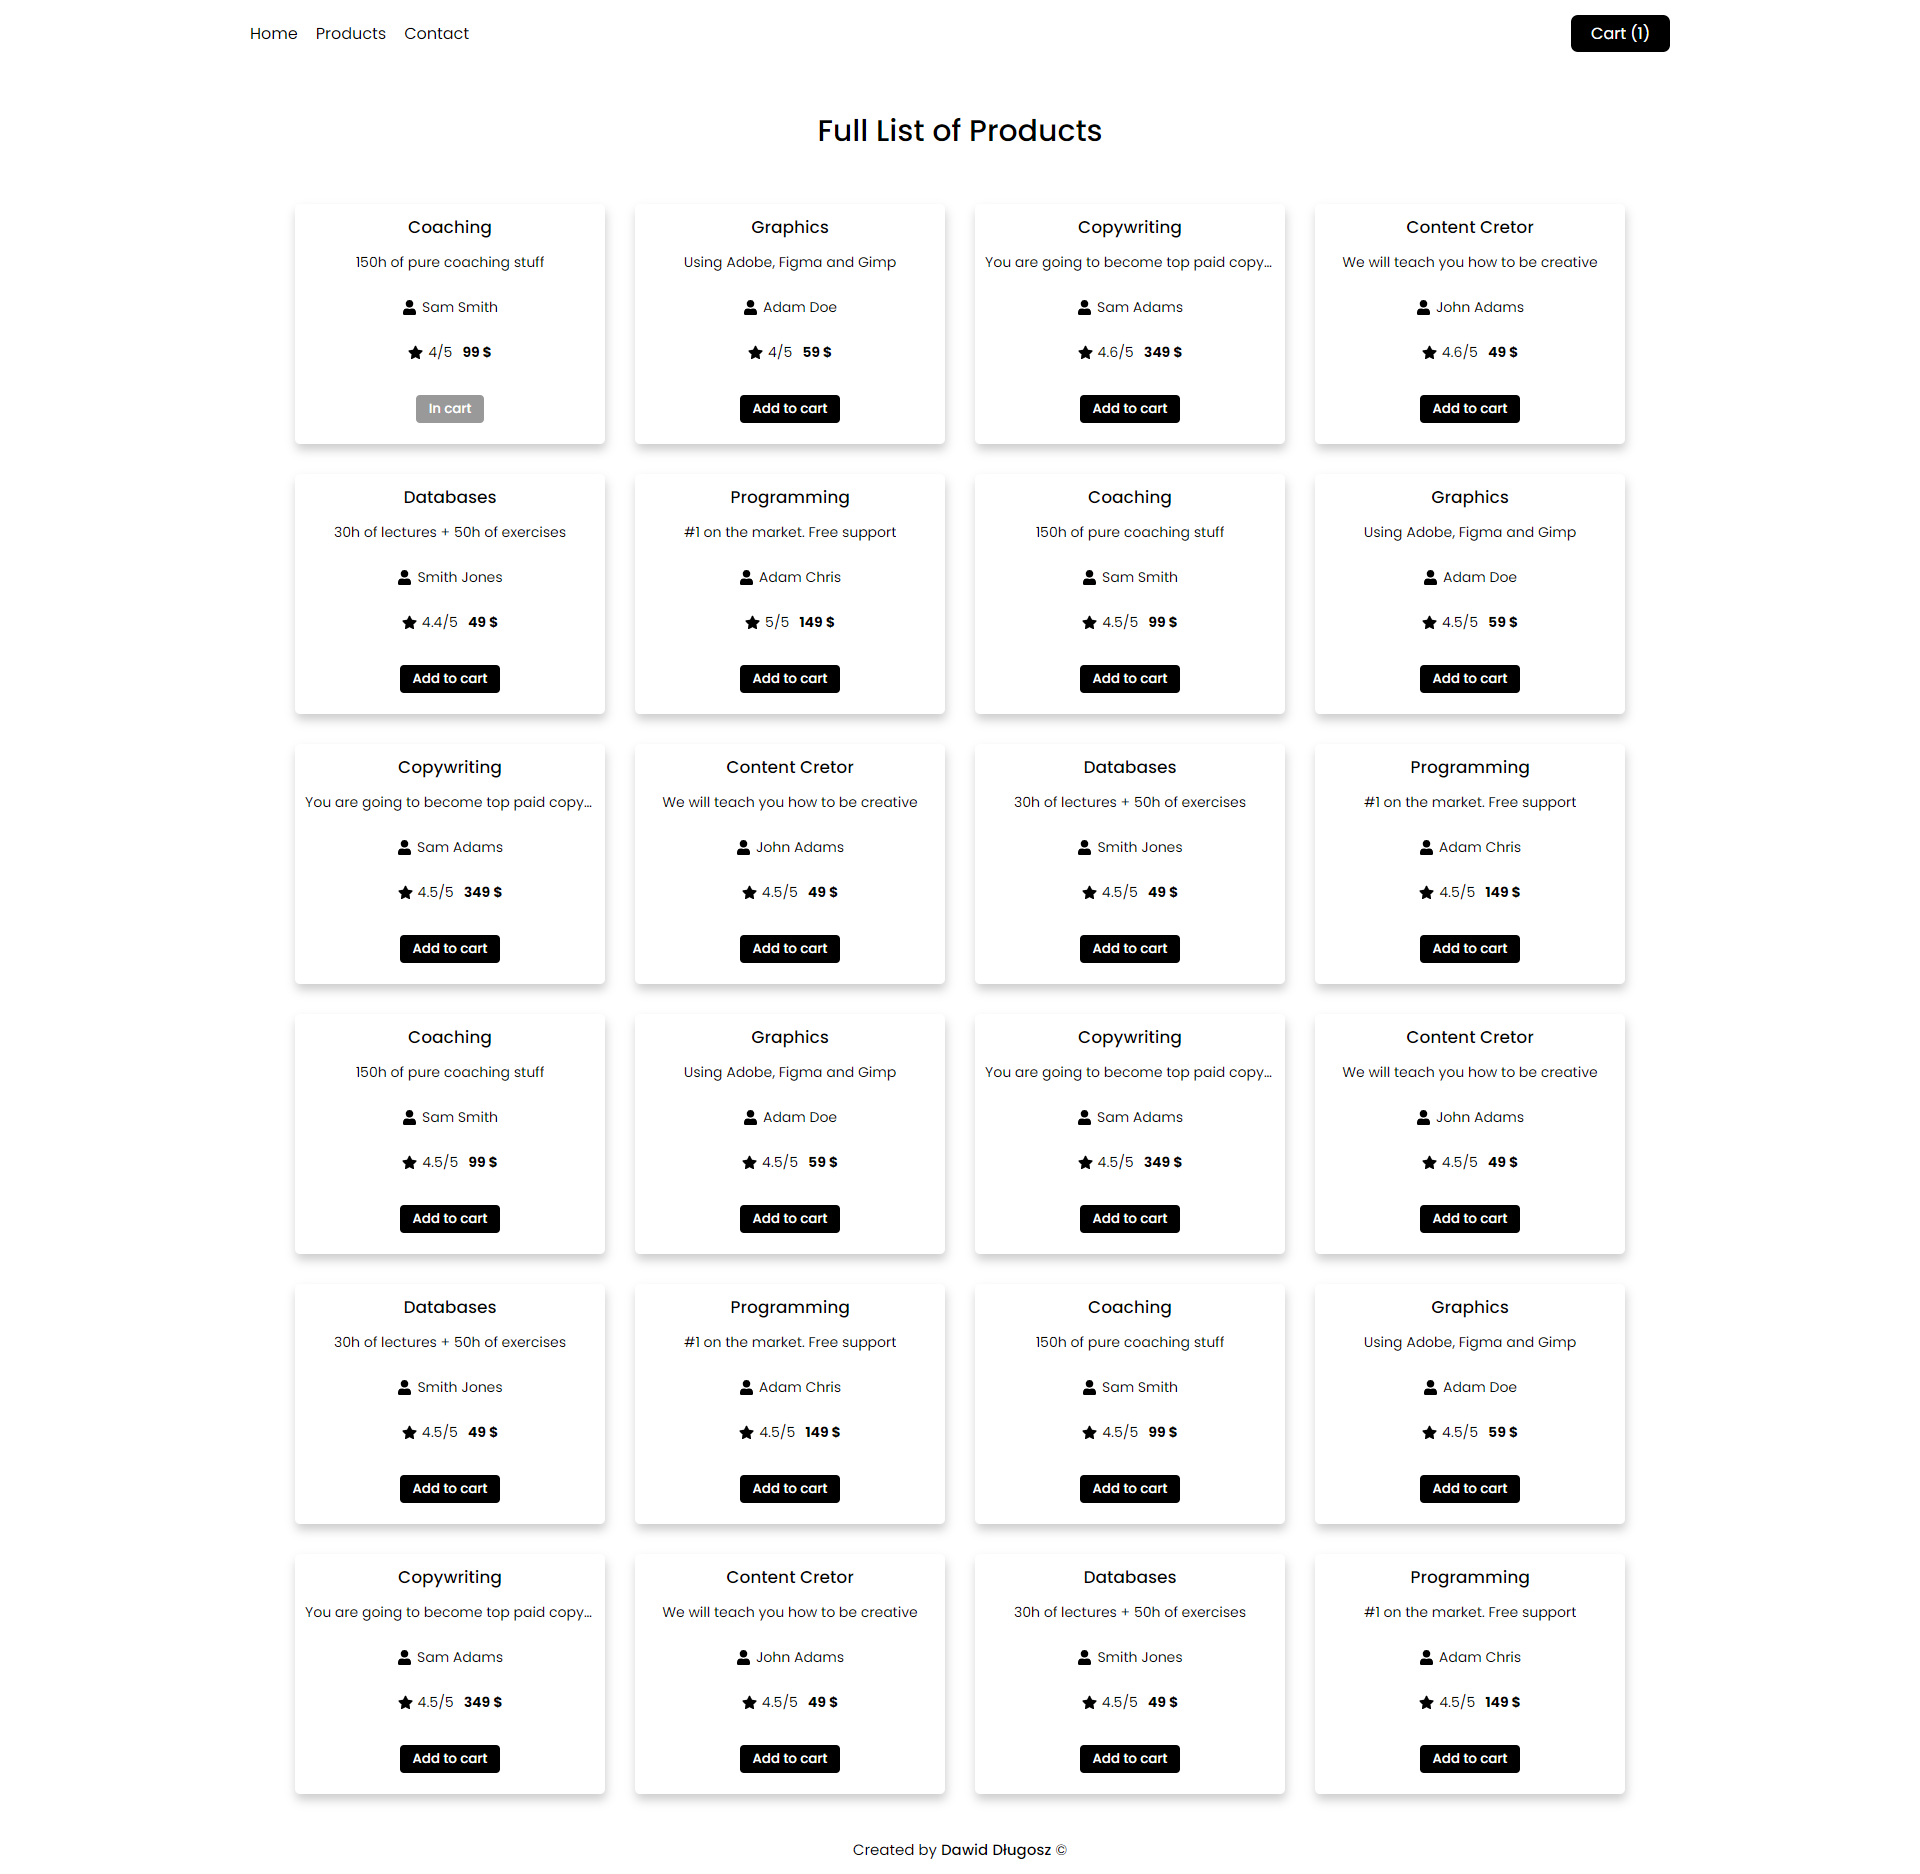 Home Products Contact Cart (1)
Full List of Products
Coaching
150h of pure coaching stuff
Sam Smith
4/5 99 $
In cart
Graphics
Using Adobe, Figma and Gimp
Adam Doe
4/5 59 $
Add to cart
Copywriting
You are going to become top paid copy...
Sam Adams
4.6/5 349 $
Add to cart
Content Cretor
We will teach you how to be creative
John Adams
4.6/5 49 $
Add to cart
Databases
30h of lectures + 50h of exercises
Smith Jones
4.4/5 49 $
Add to cart
Programming
#1 on the market. Free support
Adam Chris
5/5 149 $
Add to cart
Coaching
150h of pure coaching stuff
Sam Smith
4.5/5 99 $
Add to cart
Graphics
Using Adobe, Figma and Gimp
Adam Doe
4.5/5 59 $
Add to cart
Copywriting
You are going to become top paid copy...
Sam Adams
4.5/5 349 $
Add to cart
Content Cretor
We will teach you how to be creative
John Adams
4.5/5 49 $
Add to cart
Databases
30h of lectures + 50h of exercises
Smith Jones
4.5/5 49 $
Add to cart
Programming
#1 on the market. Free support
Adam Chris
4.5/5 149 $
Add to cart
Coaching
150h of pure coaching stuff
Sam Smith
4.5/5 99 $
Add to cart
Graphics
Using Adobe, Figma and Gimp
Adam Doe
4.5/5 59 $
Add to cart
Copywriting
You are going to become top paid copy...
Sam Adams
4.5/5 349 $
Add to cart
Content Cretor
We will teach you how to be creative
John Adams
4.5/5 49 $
Add to cart
Databases
30h of lectures + 50h of exercises
Smith Jones
4.5/5 49 $
Add to cart
Programming
#1 on the market. Free support
Adam Chris
4.5/5 149 $
Add to cart
Coaching
150h of pure coaching stuff
Sam Smith
4.5/5 99 $
Add to cart
Graphics
Using Adobe, Figma and Gimp
Adam Doe
4.5/5 59 $
Add to cart
Copywriting
You are going to become top paid copy...
Sam Adams
4.5/5 349 $
Add to cart
Content Cretor
We will teach you how to be creative
John Adams
4.5/5 49 $
Add to cart
Databases
30h of lectures + 50h of exercises
Smith Jones
4.5/5 49 $
Add to cart
Programming
#1 on the market. Free support
Adam Chris
4.5/5 149 $
Add to cart
Created by Dawid Długosz ©